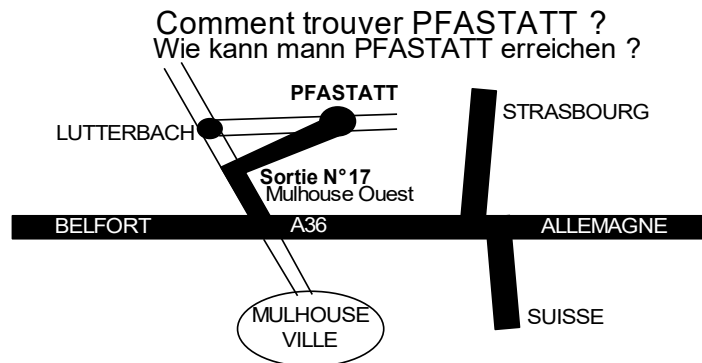 Comment trouver PFASTATT ?
Wie kann mann PFASTATT erreichen ?
PFASTATT
STRASBOURG
LUTTERBACH
Sortie N°17
Mulhouse Ouest
BELFORT
A36
ALLEMAGNE
MULHOUSE
VILLE
SUISSE